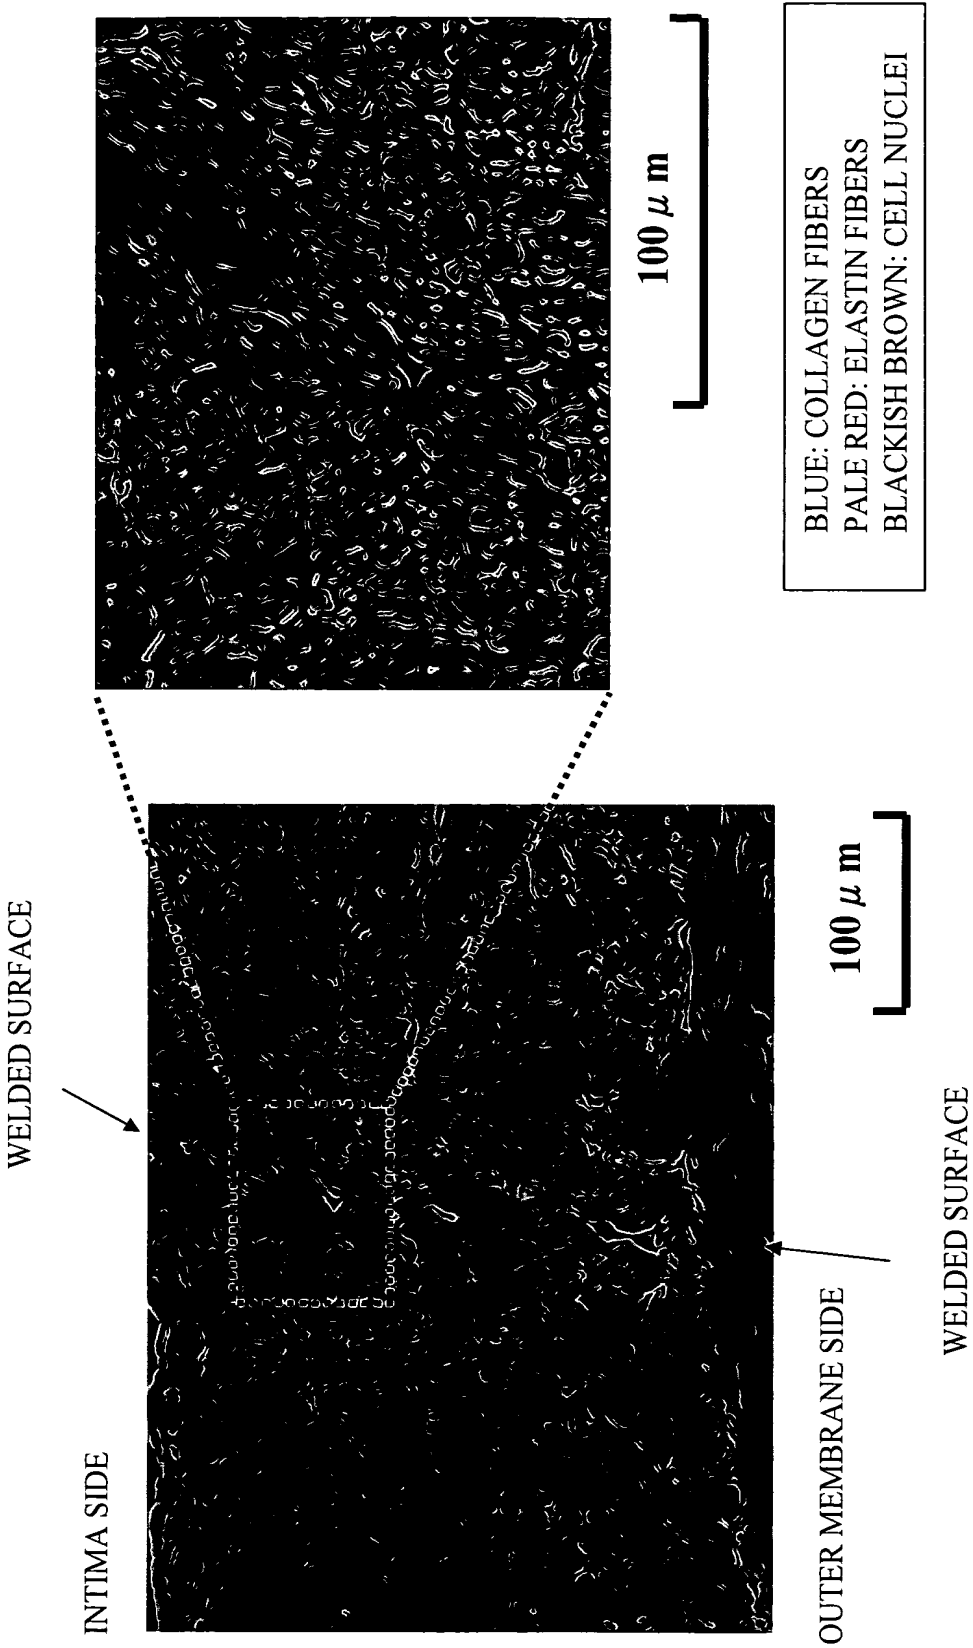 INTIMA SIDE
WELDED SURFACE
OUTER MEMBRANE SIDE
WELDED SURFACE
100 μ m
100 μ m
BLUE: COLLAGEN FIBERS
PALE RED: ELASTIN FIBERS
BLACKISH BROWN: CELL NUCLEI